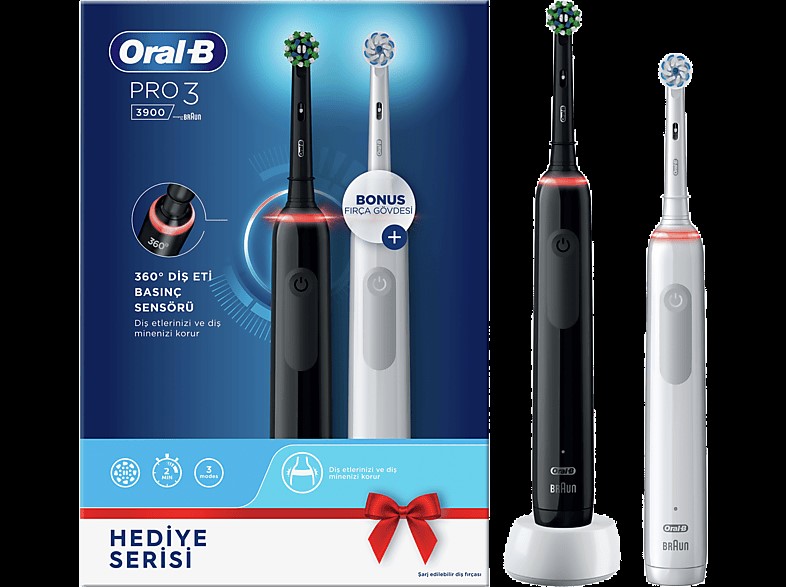 Oral-B
PRO 3
3900 BRAUN
BONUS
FIRÇA GÖVDESİ
+
360°
360° DİŞ ETİ
BASINÇ
SENSÖRÜ
Diş etlerinizi ve diş
minenizi korur
2
MIN
3
modes
Diş etlerinizi ve diş
minenizi korur
HEDİYE
SERİSİ
Şarj edilebilir diş fırçası
Oral-B
BRAUN
Oral-B
BRAUN